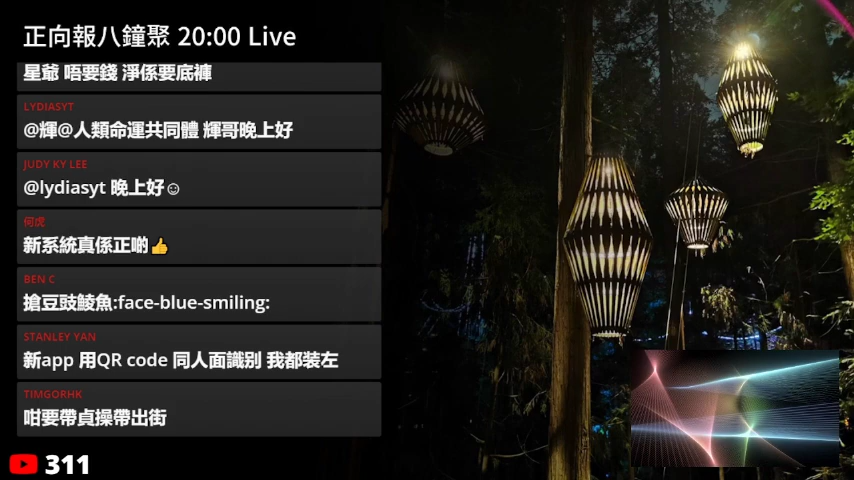 正向報八鐘聚 20:00 Live
星爺 唔要錢 淨係要底褲
LYDIASYT
@輝@人類命運共同體 輝哥晚上好
JUDY KY LEE
@lydiasyt 晚上好☺
何虎
新系統真係正啲👍
BEN C
搶豆豉鯪魚:face-blue-smiling:
STANLEY YAN
新app 用QR code 同人面識别 我都裝左
TIMGORHK
咁要帶貞操帶出街
311